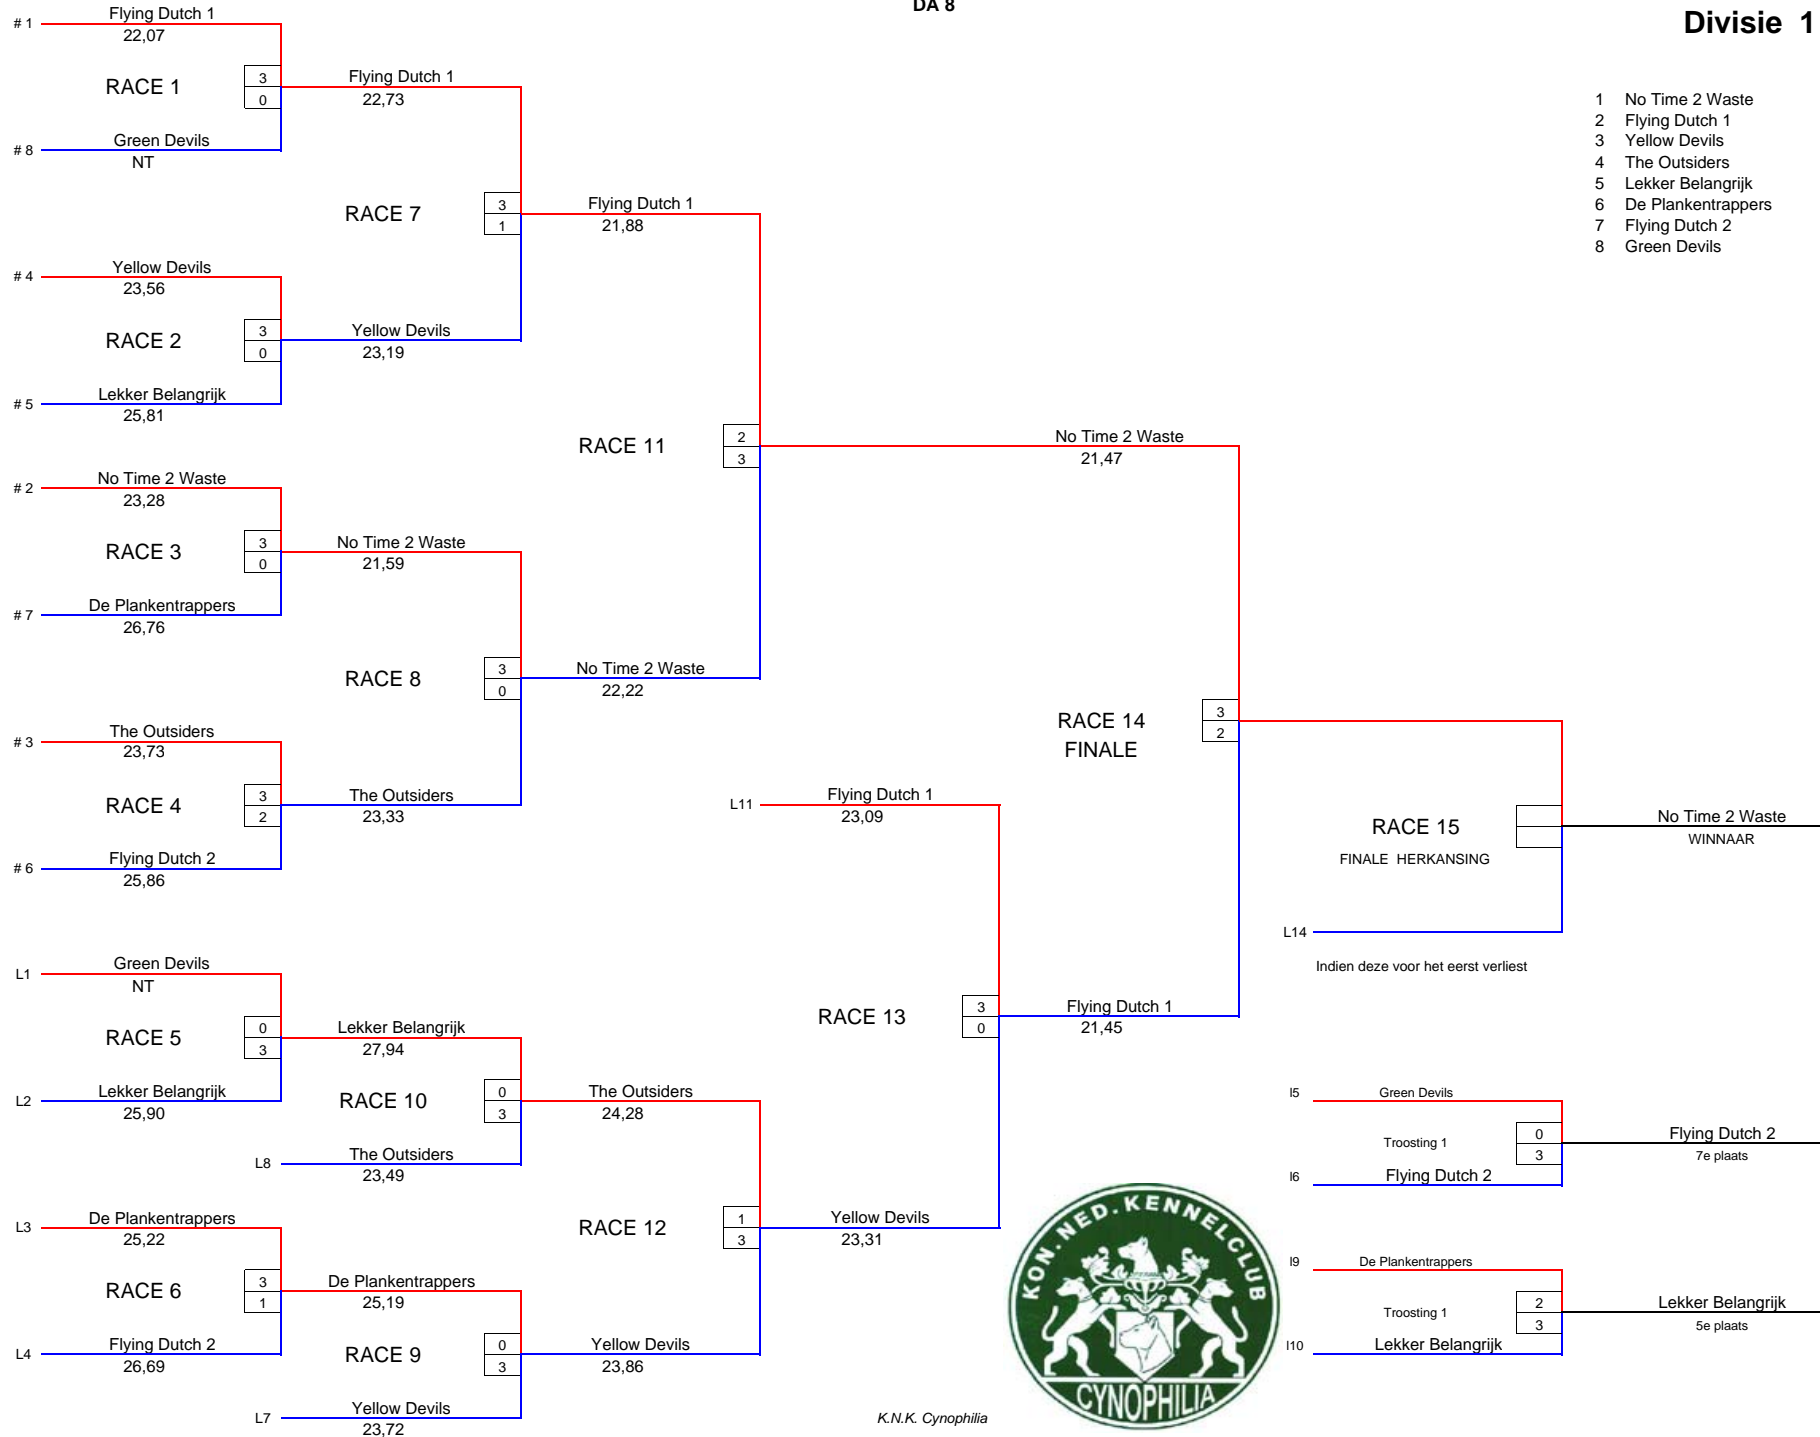 DA 8
Divisie 1
1 No Time 2 Waste
2 Flying Dutch 1
3 Yellow Devils
4 The Outsiders
5 Lekker Belangrijk
6 De Plankentrappers
7 Flying Dutch 2
8 Green Devils
# 1 Flying Dutch 1
22,07
RACE 1
3
0
# 8 Green Devils
NT
Flying Dutch 1
22,73
RACE 7
3
1
# 4 Yellow Devils
23,56
RACE 2
3
0
# 5 Lekker Belangrijk
25,81
Yellow Devils
23,19
Flying Dutch 1
21,88
RACE 11
2
3
# 2 No Time 2 Waste
23,28
RACE 3
3
0
# 7 De Plankentrappers
26,76
No Time 2 Waste
21,59
RACE 8
3
0
# 3 The Outsiders
23,73
RACE 4
3
2
# 6 Flying Dutch 2
25,86
The Outsiders
23,33
No Time 2 Waste
22,22
No Time 2 Waste
21,47
RACE 14
FINALE
3
2
L11 Flying Dutch 1
23,09
RACE 13
3
0
Flying Dutch 1
21,45
RACE 15
FINALE HERKANSING
No Time 2 Waste
WINNAAR
L14
Indien deze voor het eerst verliest
L1 Green Devils
NT
RACE 5
0
3
L2 Lekker Belangrijk
25,90
Lekker Belangrijk
27,94
RACE 10
0
3
L8 The Outsiders
23,49
The Outsiders
24,28
RACE 12
1
3
L3 De Plankentrappers
25,22
RACE 6
3
1
L4 Flying Dutch 2
26,69
De Plankentrappers
25,19
RACE 9
0
3
L7 Yellow Devils
23,72
Yellow Devils
23,86
Yellow Devils
23,31
l5 Green Devils
Troosting 1
0
3
l6 Flying Dutch 2
Flying Dutch 2
7e plaats
l9 De Plankentrappers
Troosting 1
2
3
l10 Lekker Belangrijk
Lekker Belangrijk
5e plaats
KON. NED. KENNELCLUB
CYNOPHILIA
K.N.K. Cynophilia